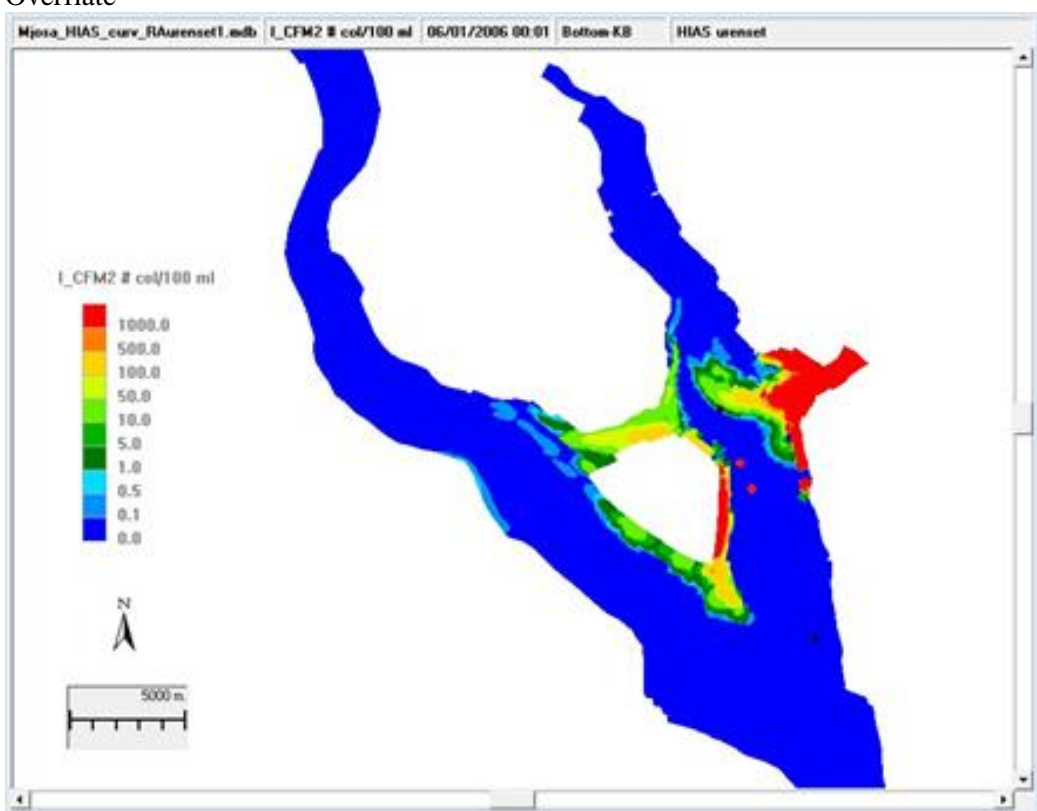 Overflate
Mjosa_HIAS_curv_RAurenset1.mdb I_CFM2 # col/100 ml 06/01/2006 00:01 Bottom-KB HIAS urenset
I_CFM2 # col/100 ml
1000.0
500.0
100.0
50.0
10.0
5.0
1.0
0.5
0.1
0.0
N
5000 m.